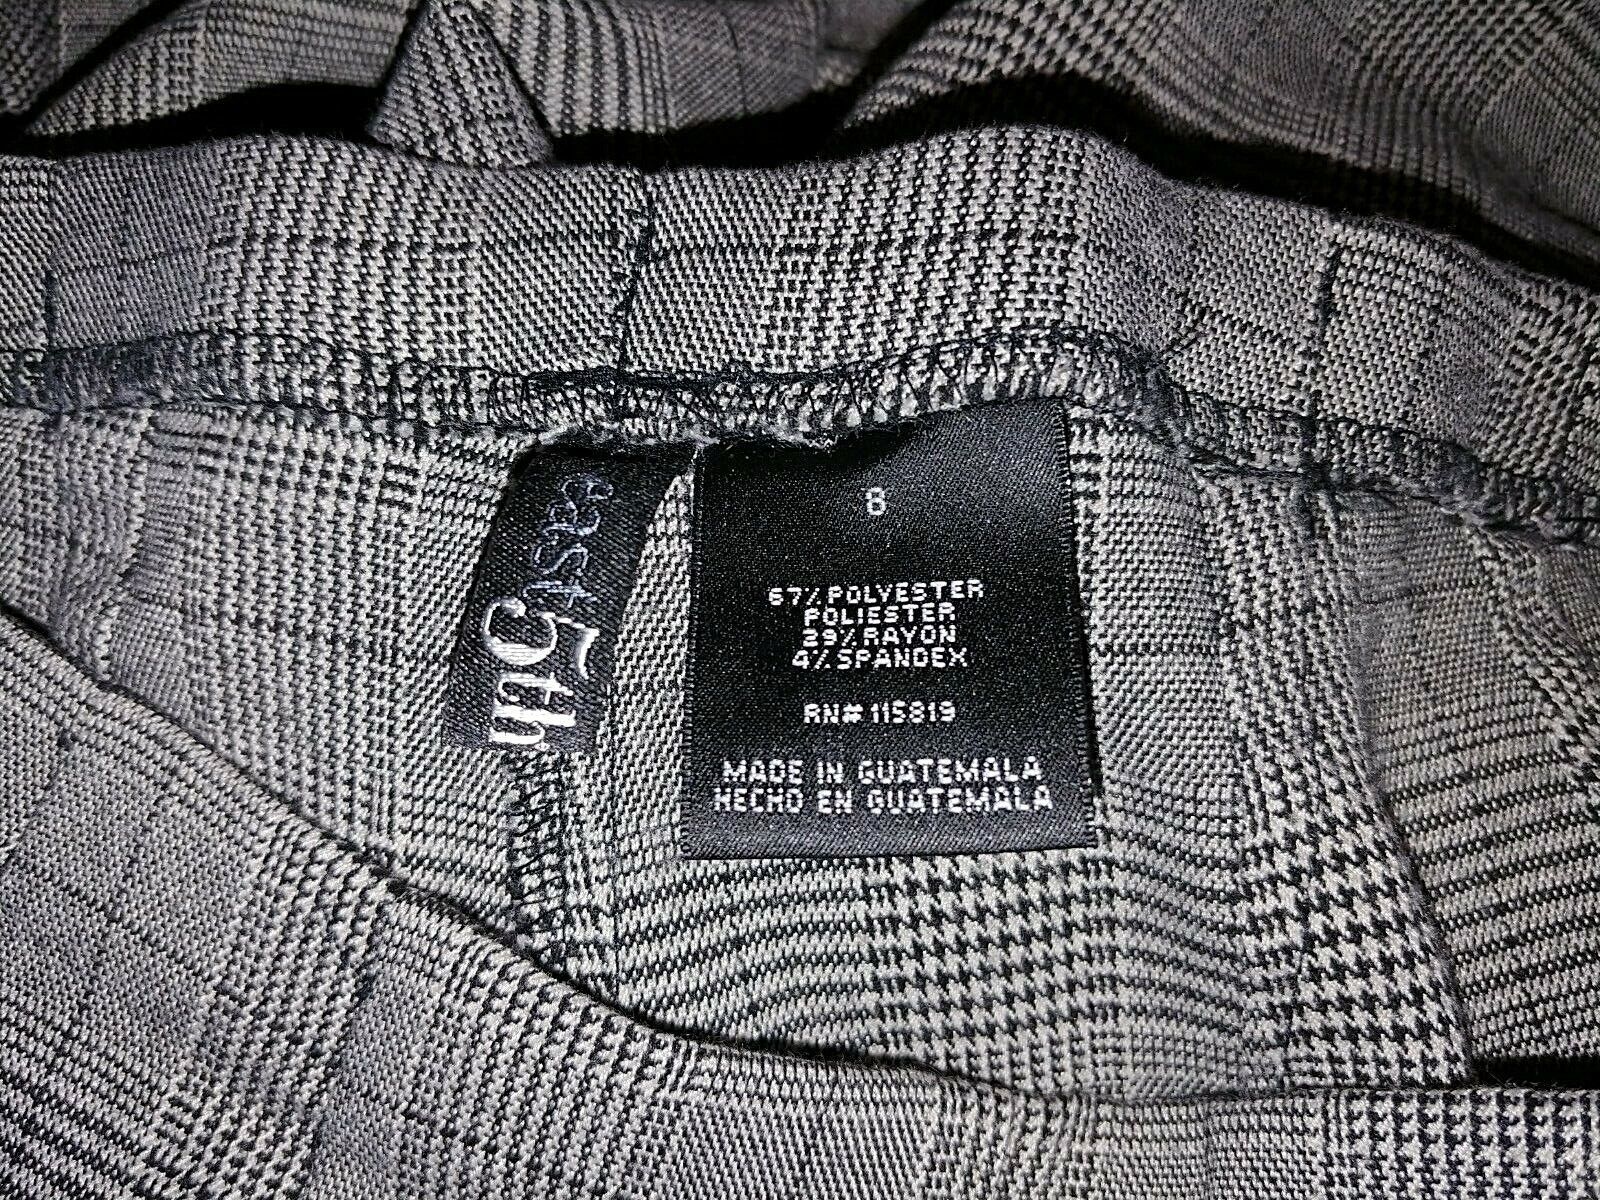 east
5th
8
67% POLYESTER
POLIESTER
29% RAYON
4% SPANDEX
RN# 115819
MADE IN GUATEMALA
HECHO EN GUATEMALA